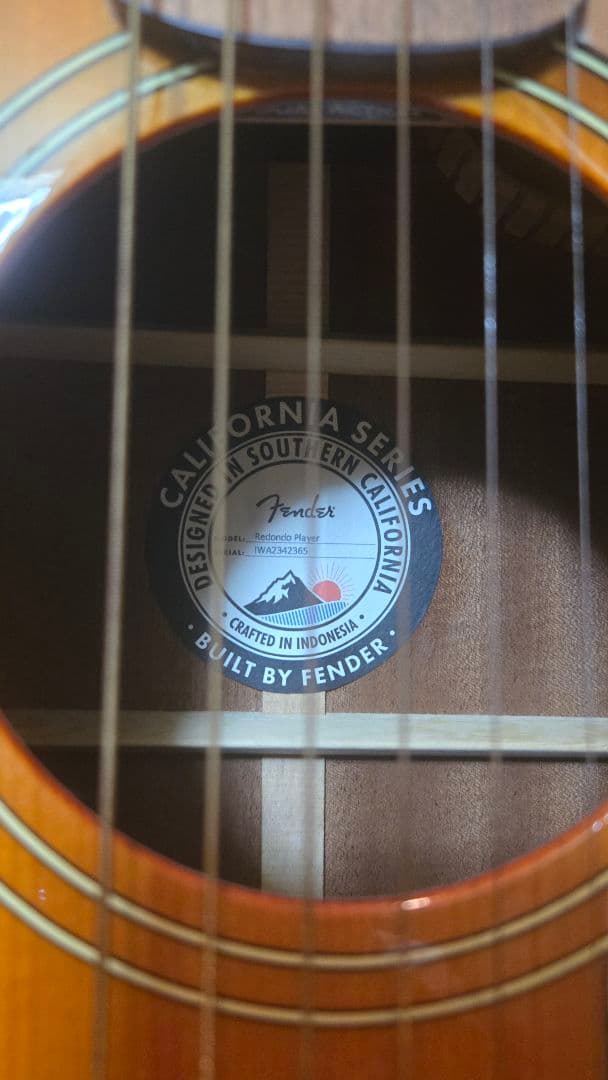 CALIFORNIA SERIES
DESIGNED IN SOUTHERN CALIFORNIA
Fender
MODEL: Redondo Player
SERIAL: IWA2342365
• CRAFTED IN INDONESIA •
• BUILT BY FENDER •